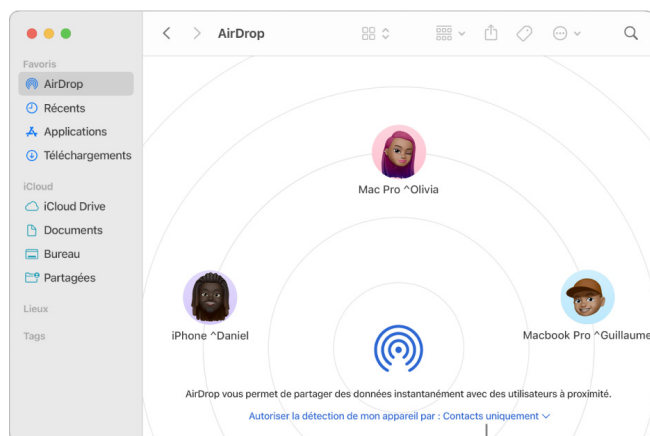 AirDrop
Favoris
AirDrop
Récents
Applications
Téléchargements
iCloud
iCloud Drive
Documents
Bureau
Partagées
Lieux
Tags
Mac Pro ^Olivia
iPhone ^Daniel
Macbook Pro ^Guillaume
AirDrop vous permet de partager des données instantanément avec des utilisateurs à proximité.
Autoriser la détection de mon appareil par : Contacts uniquement